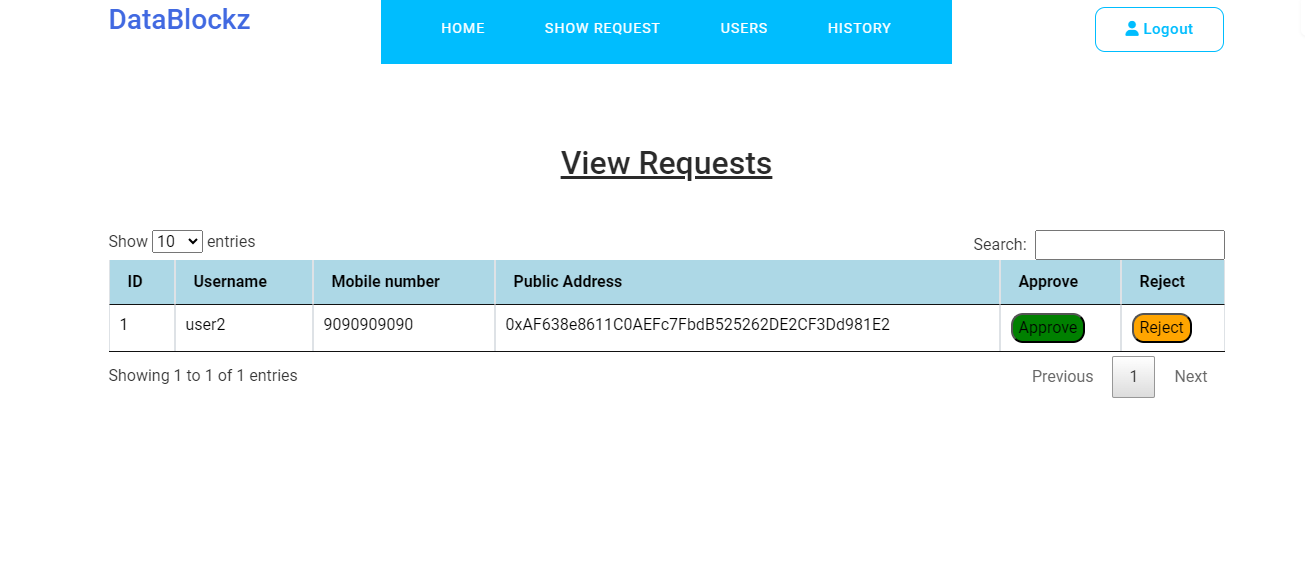 DataBlockz
HOME SHOW REQUEST USERS HISTORY
Logout
View Requests
Show 10 entries
Search:
ID Username Mobile number Public Address Approve Reject
1 user2 9090909090 0xAF638e8611C0AEFc7FbdB525262DE2CF3Dd981E2 Approve Reject
Showing 1 to 1 of 1 entries
Previous 1 Next